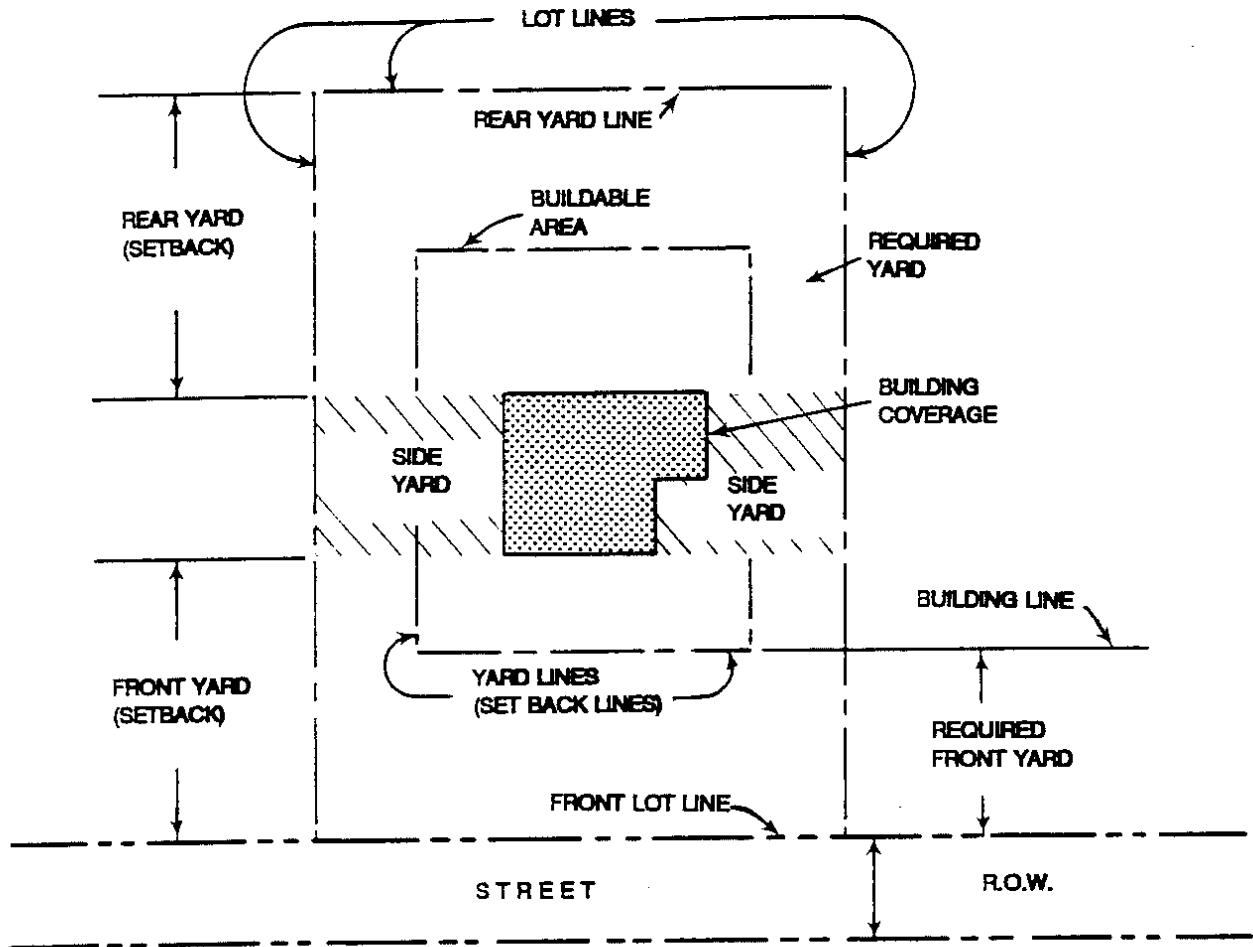 LOT LINES
REAR YARD LINE
BUILDABLE
AREA
REAR YARD
(SETBACK)
REQUIRED
YARD
BUILDING
COVERAGE
SIDE
YARD
SIDE
YARD
BUILDING LINE
YARD LINES
(SET BACK LINES)
FRONT YARD
(SETBACK)
REQUIRED
FRONT YARD
FRONT LOT LINE
STREET
R.O.W.